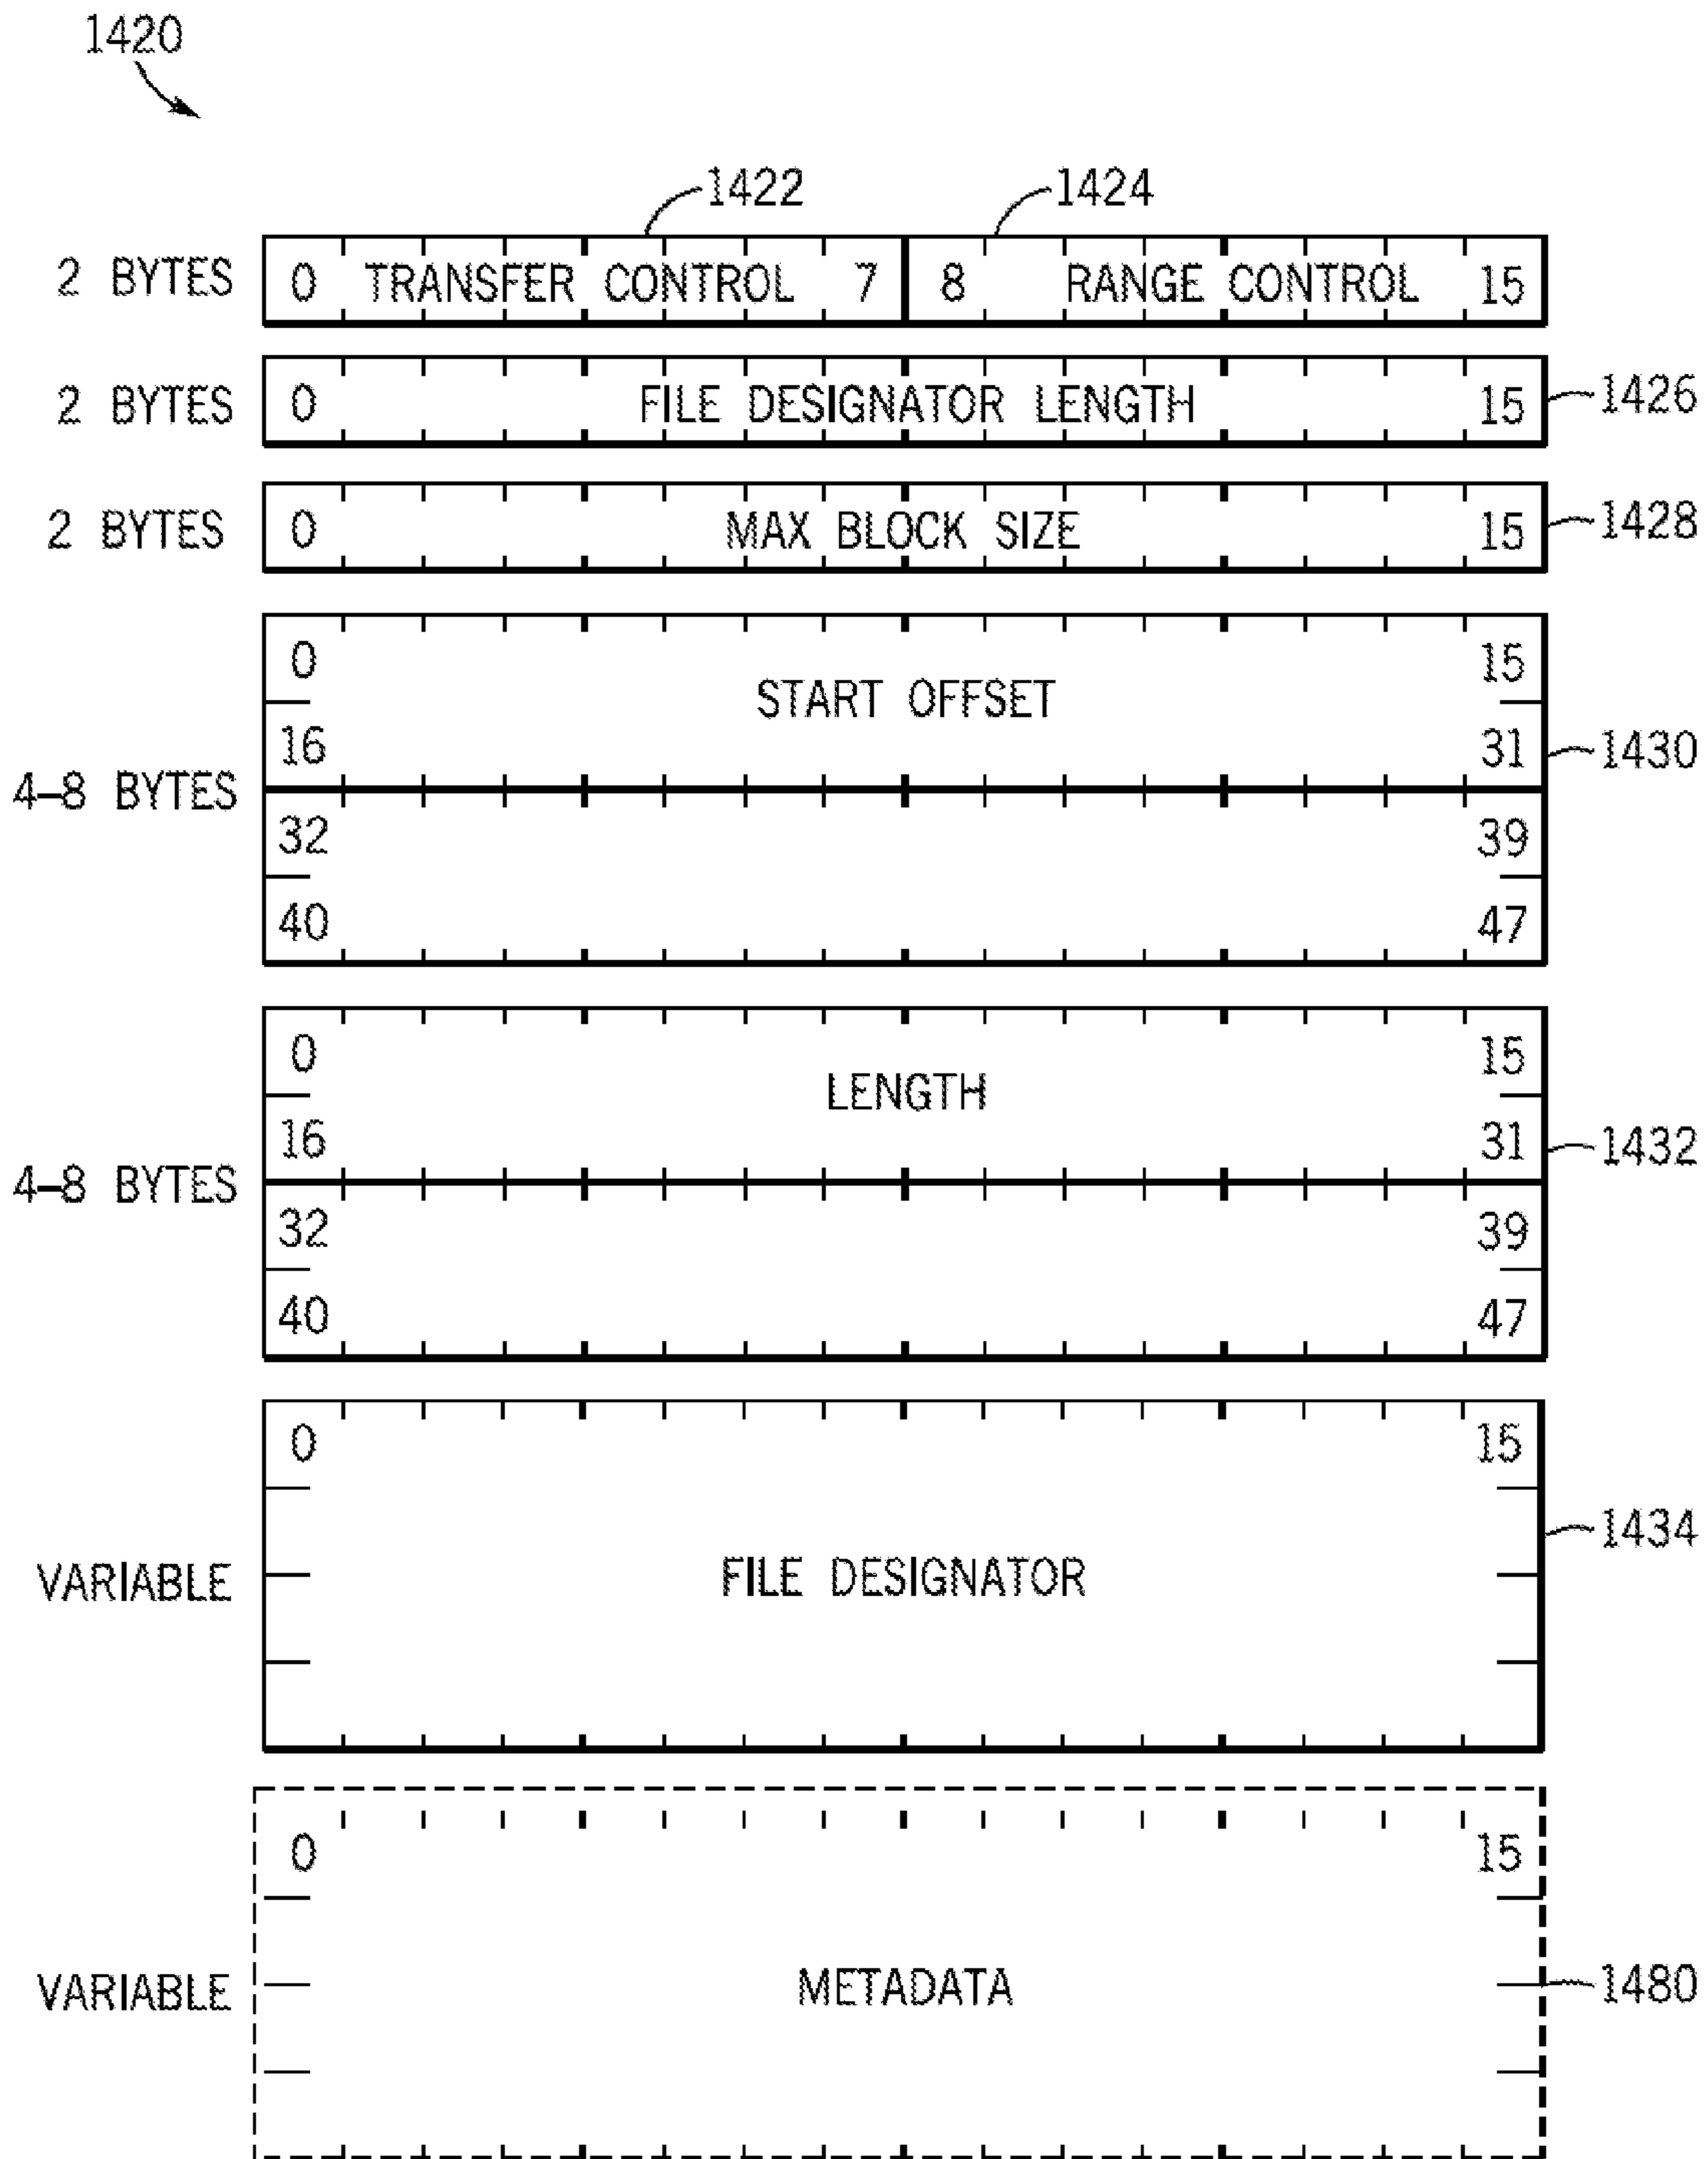 1420
1422 1424
2 BYTES 0 TRANSFER CONTROL 7 8 RANGE CONTROL 15
2 BYTES 0 FILE DESIGNATOR LENGTH 15 1426
2 BYTES 0 MAX BLOCK SIZE 15 1428
0 15
START OFFSET
16 31 1430
4–8 BYTES
32 39
40 47
0 15
LENGTH
16 31 1432
4–8 BYTES
32 39
40 47
0 15
1434
VARIABLE FILE DESIGNATOR
0 15
VARIABLE METADATA 1480